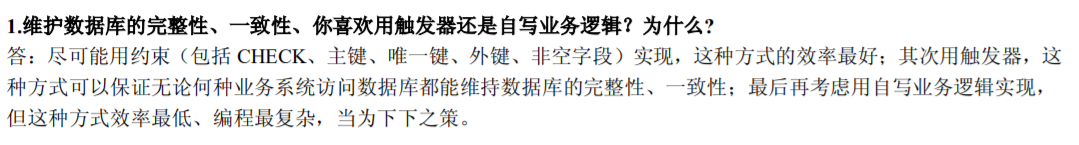 1.维护数据库的完整性、一致性、你喜欢用触发器还是自写业务逻辑？为什么?
答：尽可能用约束（包括 CHECK、主键、唯一键、外键、非空字段）实现，这种方式的效率最好；其次用触发器，这
种方式可以保证无论何种业务系统访问数据库都能维持数据库的完整性、一致性；最后再考虑用自写业务逻辑实现，
但这种方式效率最低、编程最复杂，当为下下之策。